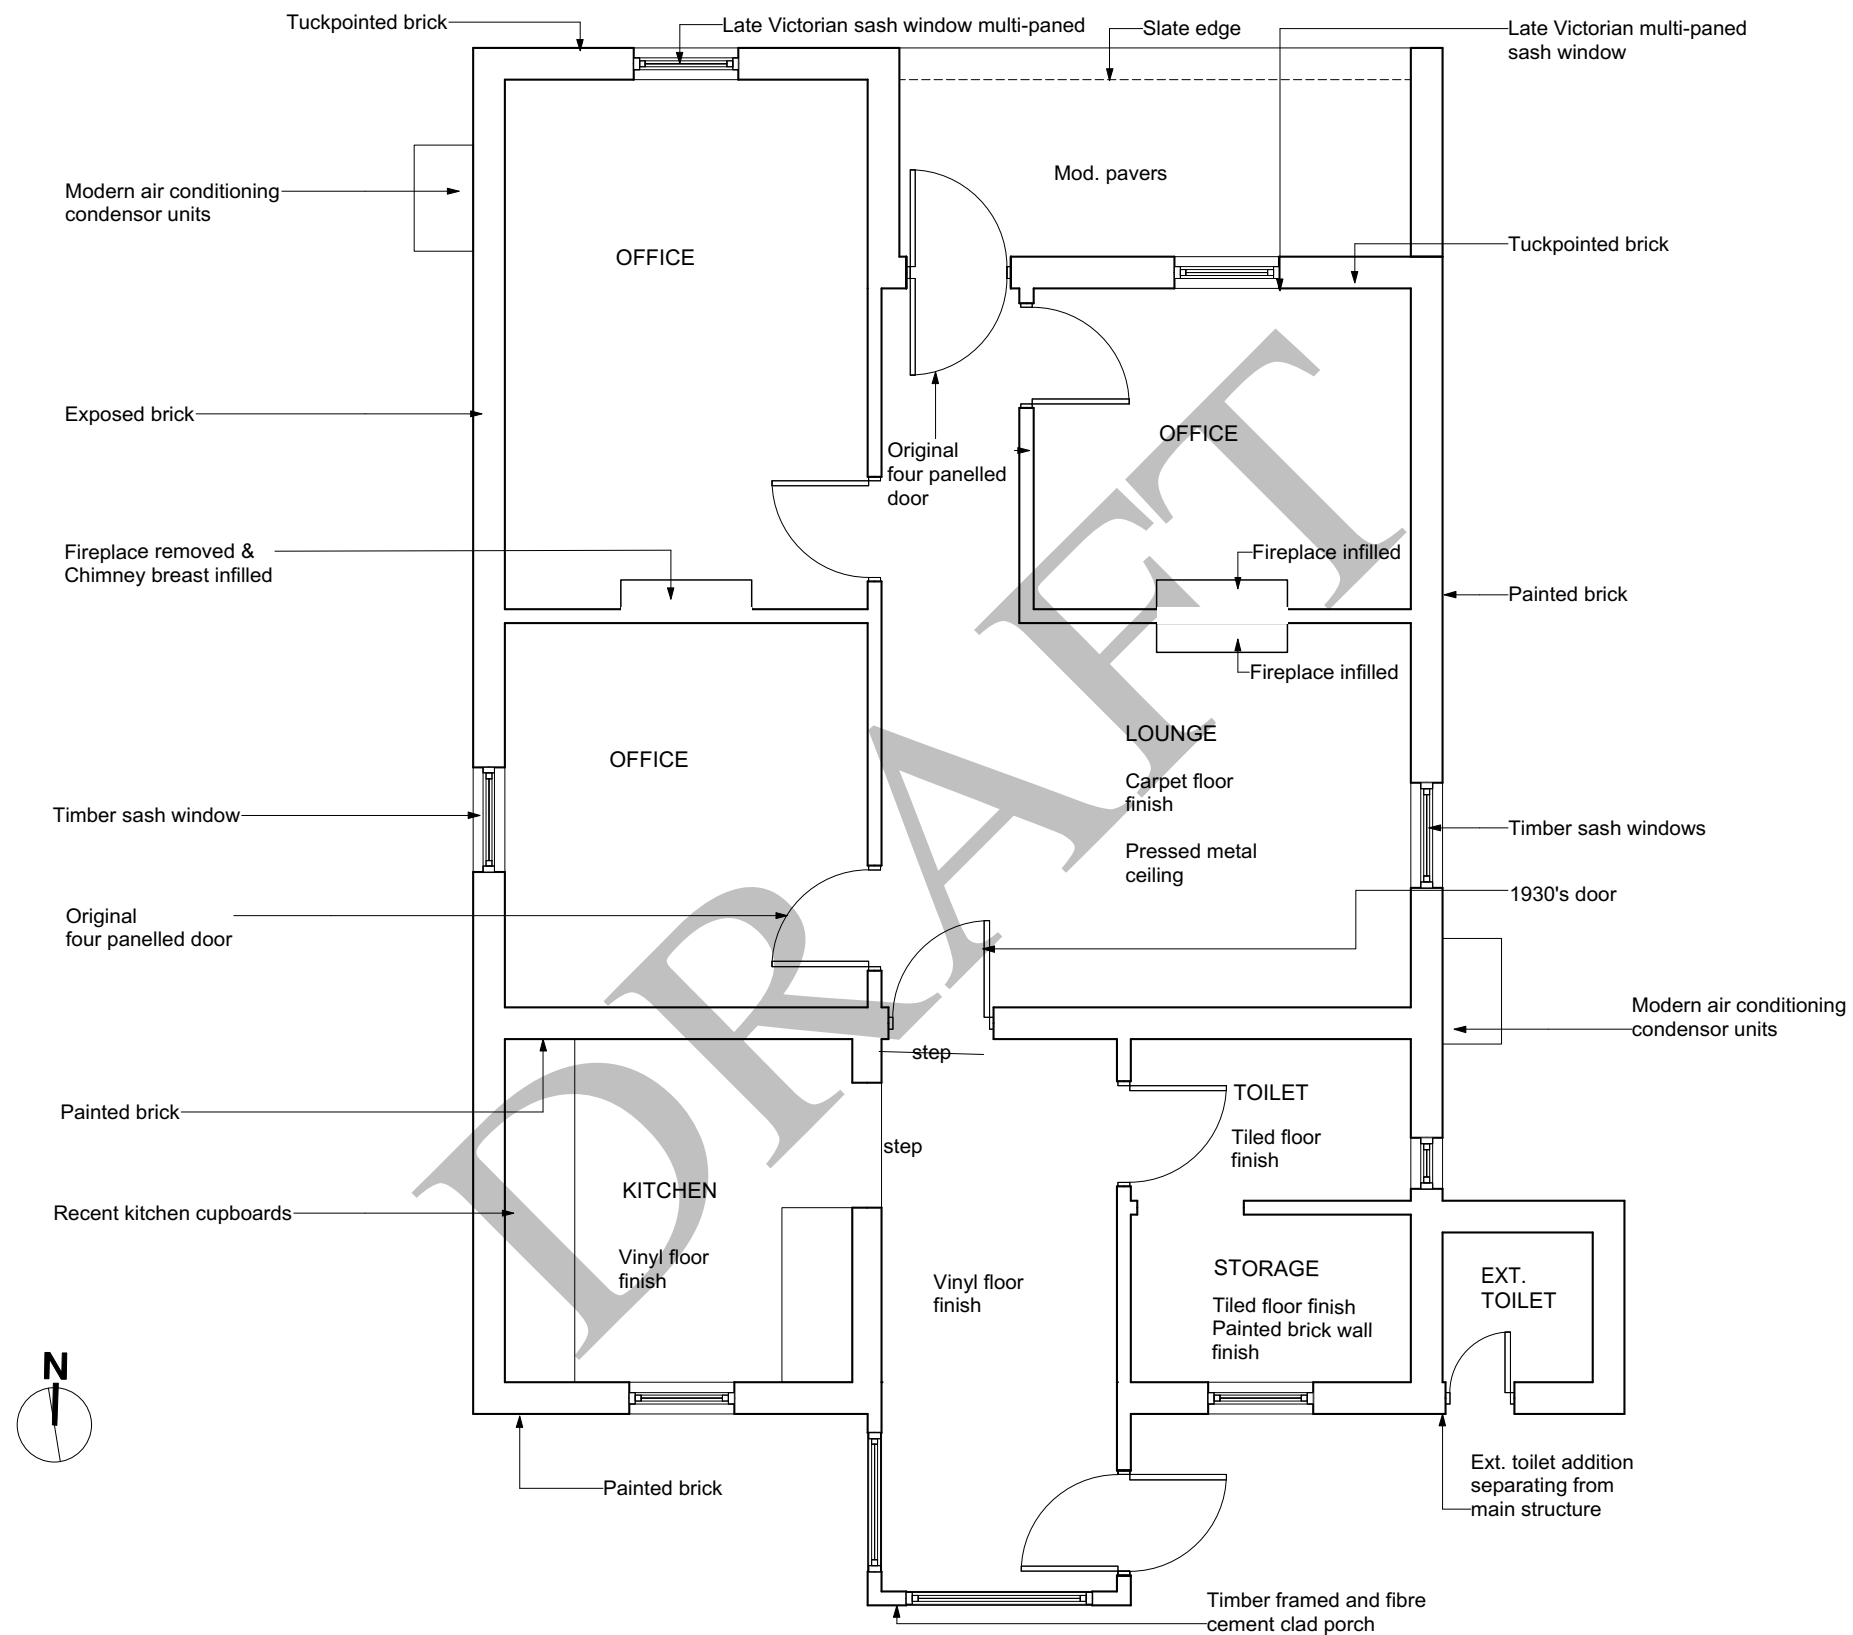 Tuckpointed brick
Late Victorian sash window multi-paned
Slate edge
Late Victorian multi-paned
sash window
Modern air conditioning
condensor units
Mod. pavers
OFFICE
Tuckpointed brick
Exposed brick
Original
four panelled
door
OFFICE
Fireplace removed &
Chimney breast infilled
Fireplace infilled
Painted brick
Fireplace infilled
OFFICE
LOUNGE
Carpet floor
finish
Pressed metal
ceiling
Timber sash window
Timber sash windows
1930's door
Original
four panelled door
Modern air conditioning
condensor units
step
Painted brick
TOILET
Tiled floor
finish
step
KITCHEN
Recent kitchen cupboards
Vinyl floor
finish
Vinyl floor
finish
STORAGE
Tiled floor finish
Painted brick wall
finish
EXT.
TOILET
N
Painted brick
Ext. toilet addition
separating from
main structure
Timber framed and fibre
cement clad porch
DRAFT